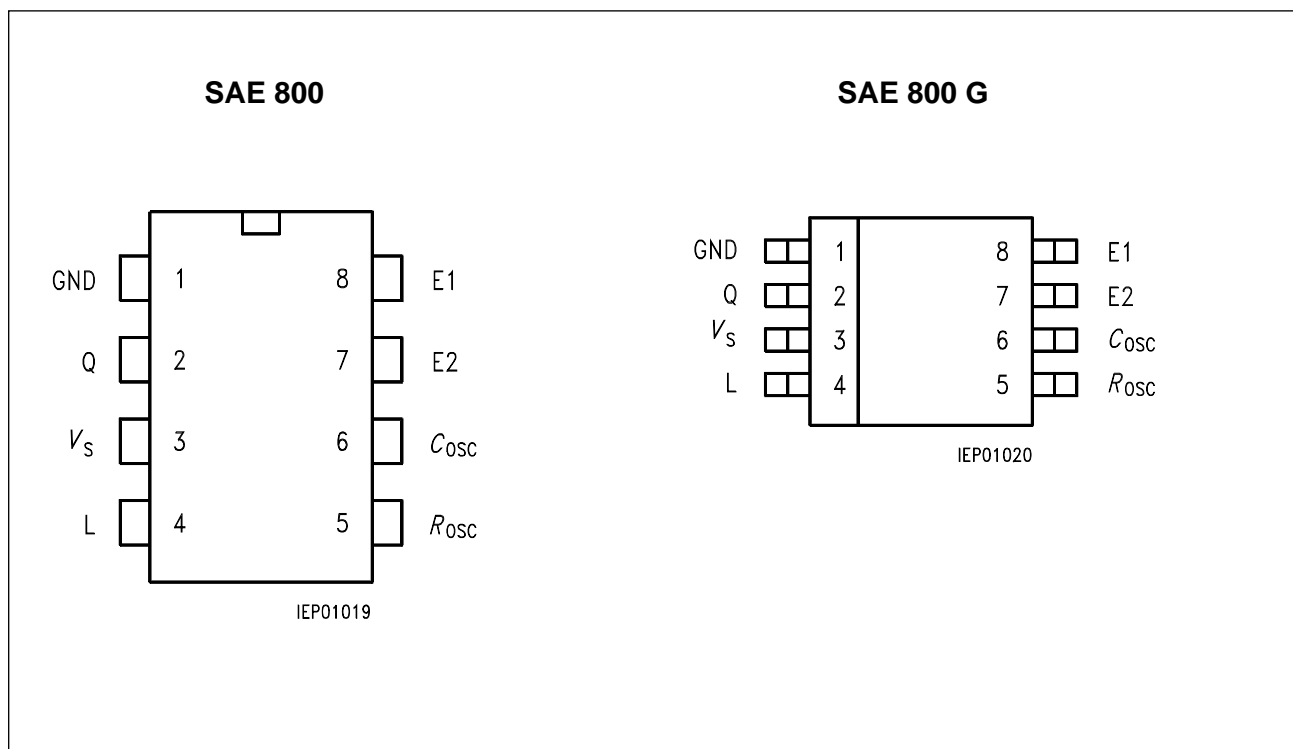 SAE 800
GND 1 8 E1
Q 2 7 E2
Vs 3 6 Cosc
L 4 5 Rosc
IEP01019
SAE 800 G
GND 1 8 E1
Q 2 7 E2
Vs 3 6 Cosc
L 4 5 Rosc
IEP01020